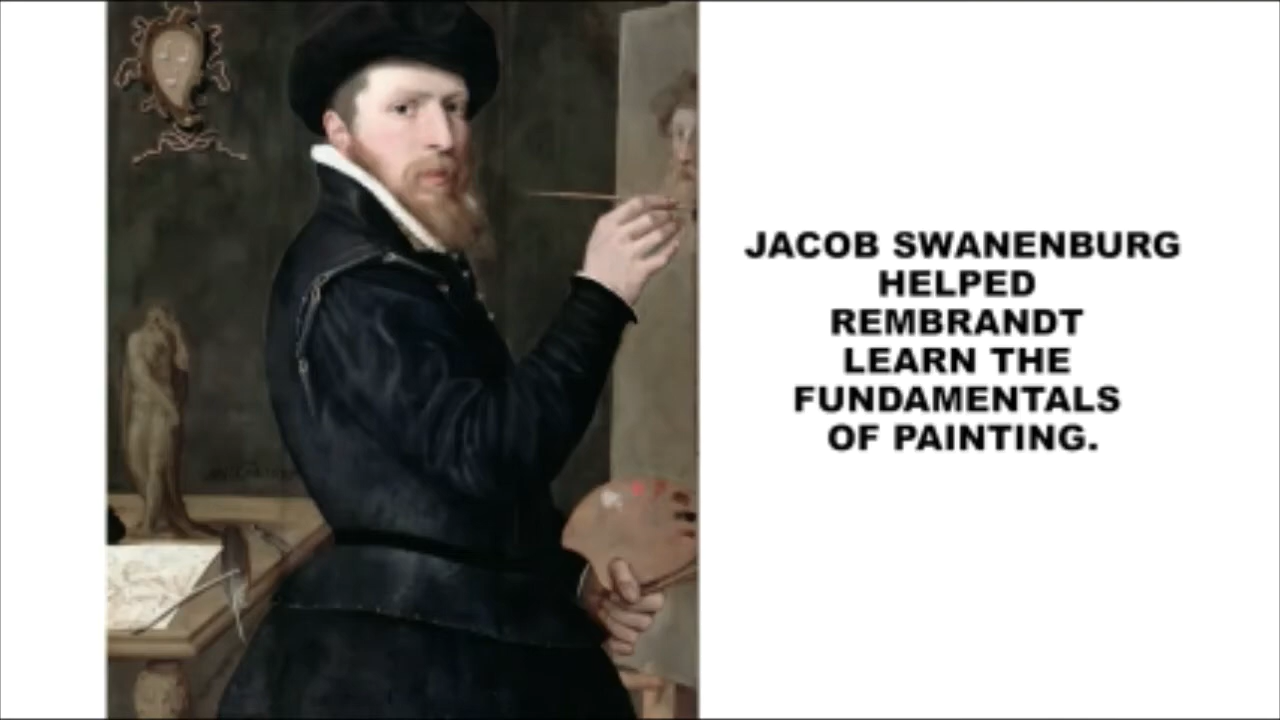 JACOB SWANENBURG
HELPED
REMBRANDT
LEARN THE
FUNDAMENTALS
OF PAINTING.